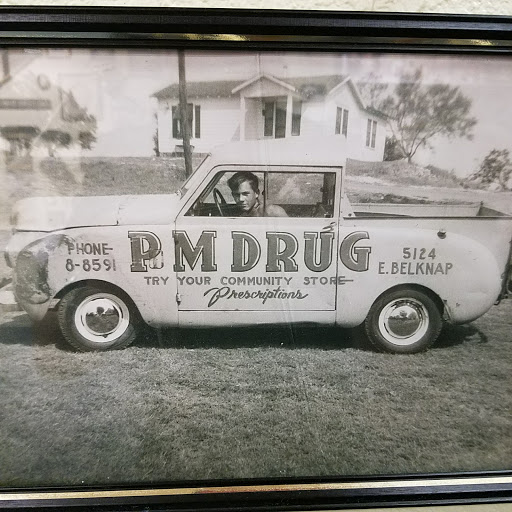 PHONE-
8-8591
P M DRUG
TRY YOUR COMMUNITY STORE
Prescriptions
5124
E. BELKNAP